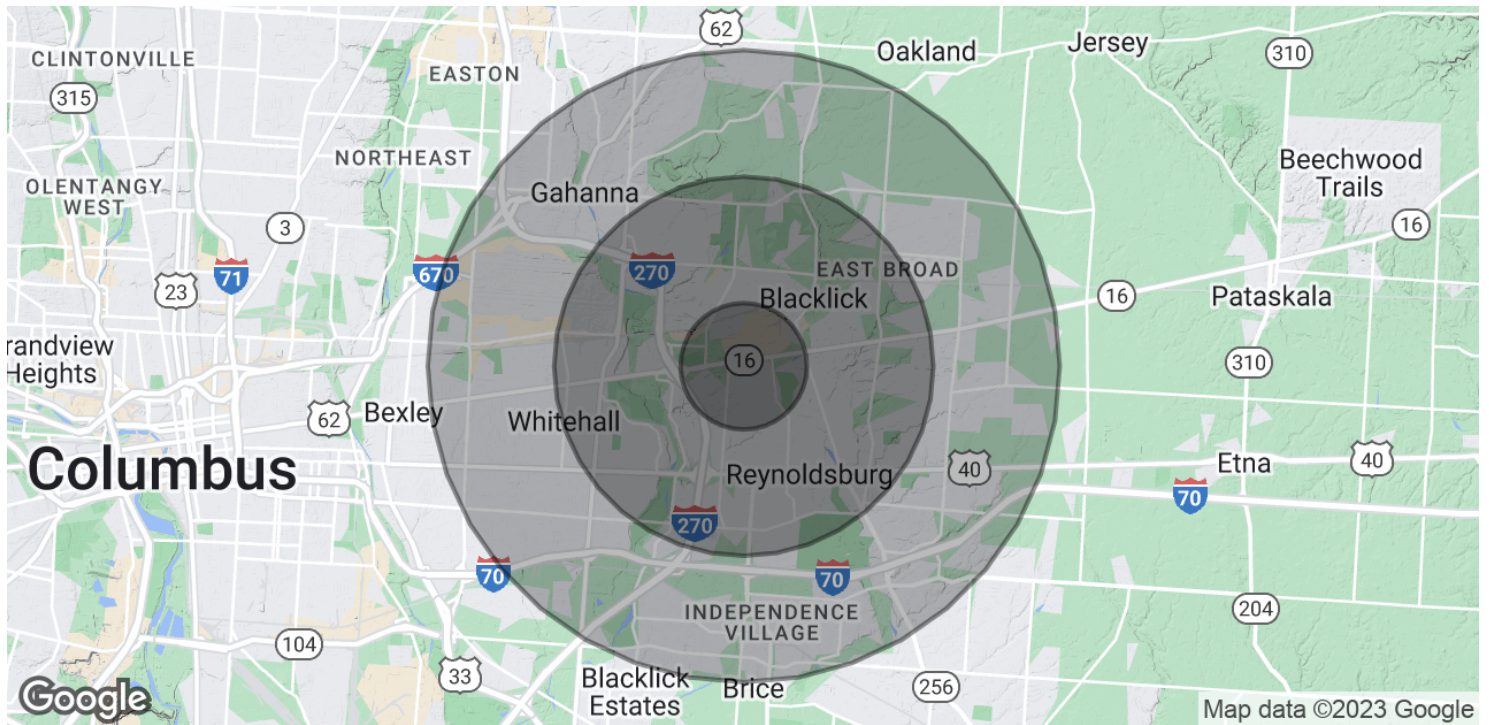 62
Oakland
Jersey
310
CLINTONVILLE
EASTON
315
NORTHEAST
Beechwood
Trails
OLENTANGY
WEST
Gahanna
3
16
71
670
270
EAST BROAD
23
Blacklick
16
Pataskala
randview
Heights
16
310
62
Bexley
Whitehall
Columbus
Reynoldsburg
40
Etna
40
70
270
70
70
INDEPENDENCE
VILLAGE
204
104
33
Blacklick
Estates
Brice
256
Google
Map data ©2023 Google